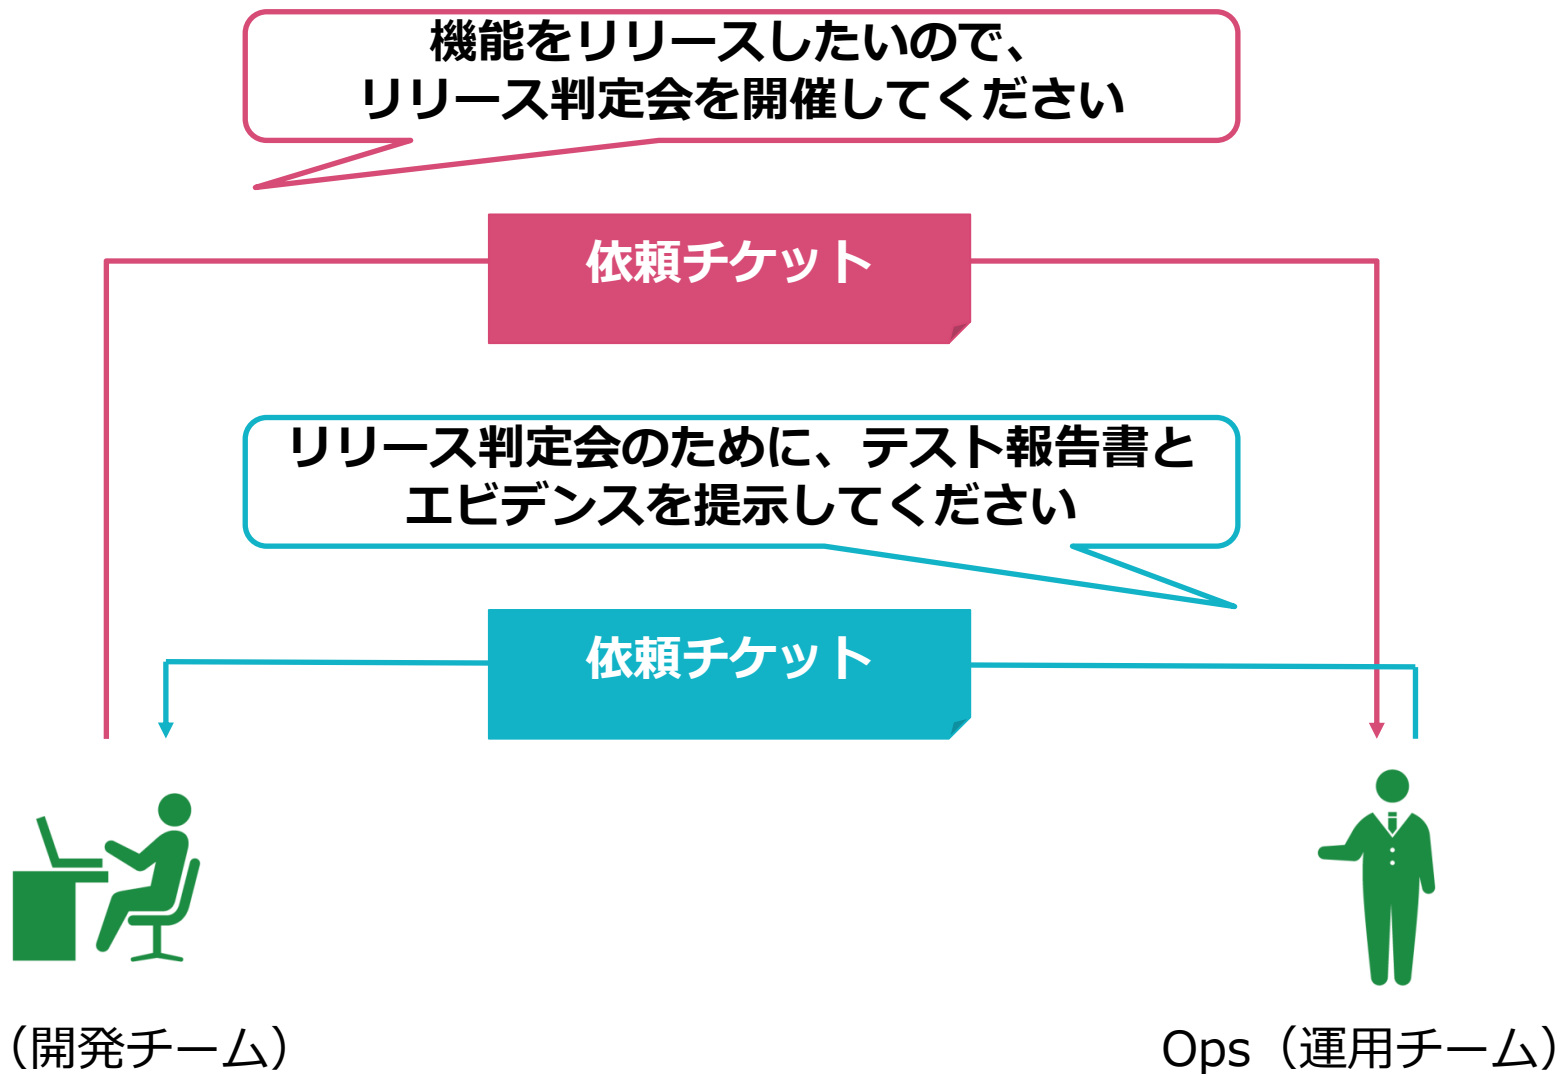 機能をリリースしたいので、
リリース判定会を開催してください
依頼チケット
リリース判定会のために、テスト報告書と
エビデンスを提示してください
依頼チケット
（開発チーム）
Ops（運用チーム）